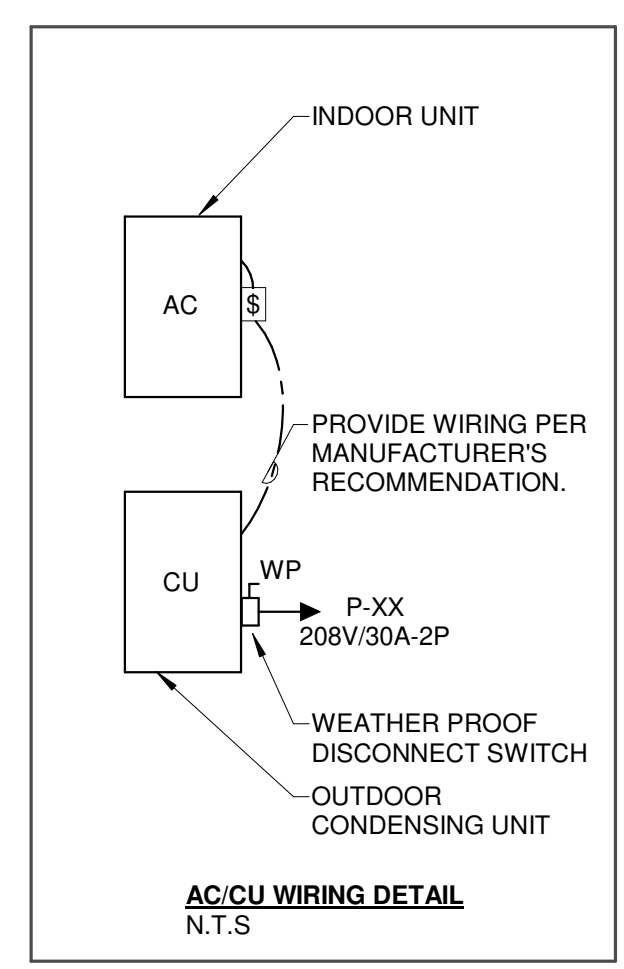 INDOOR UNIT
AC
$
PROVIDE WIRING PER
MANUFACTURER'S
RECOMMENDATION.
CU
WP
P-XX
208V/30A-2P
WEATHER PROOF
DISCONNECT SWITCH
OUTDOOR
CONDENSING UNIT
AC/CU WIRING DETAIL
N.T.S